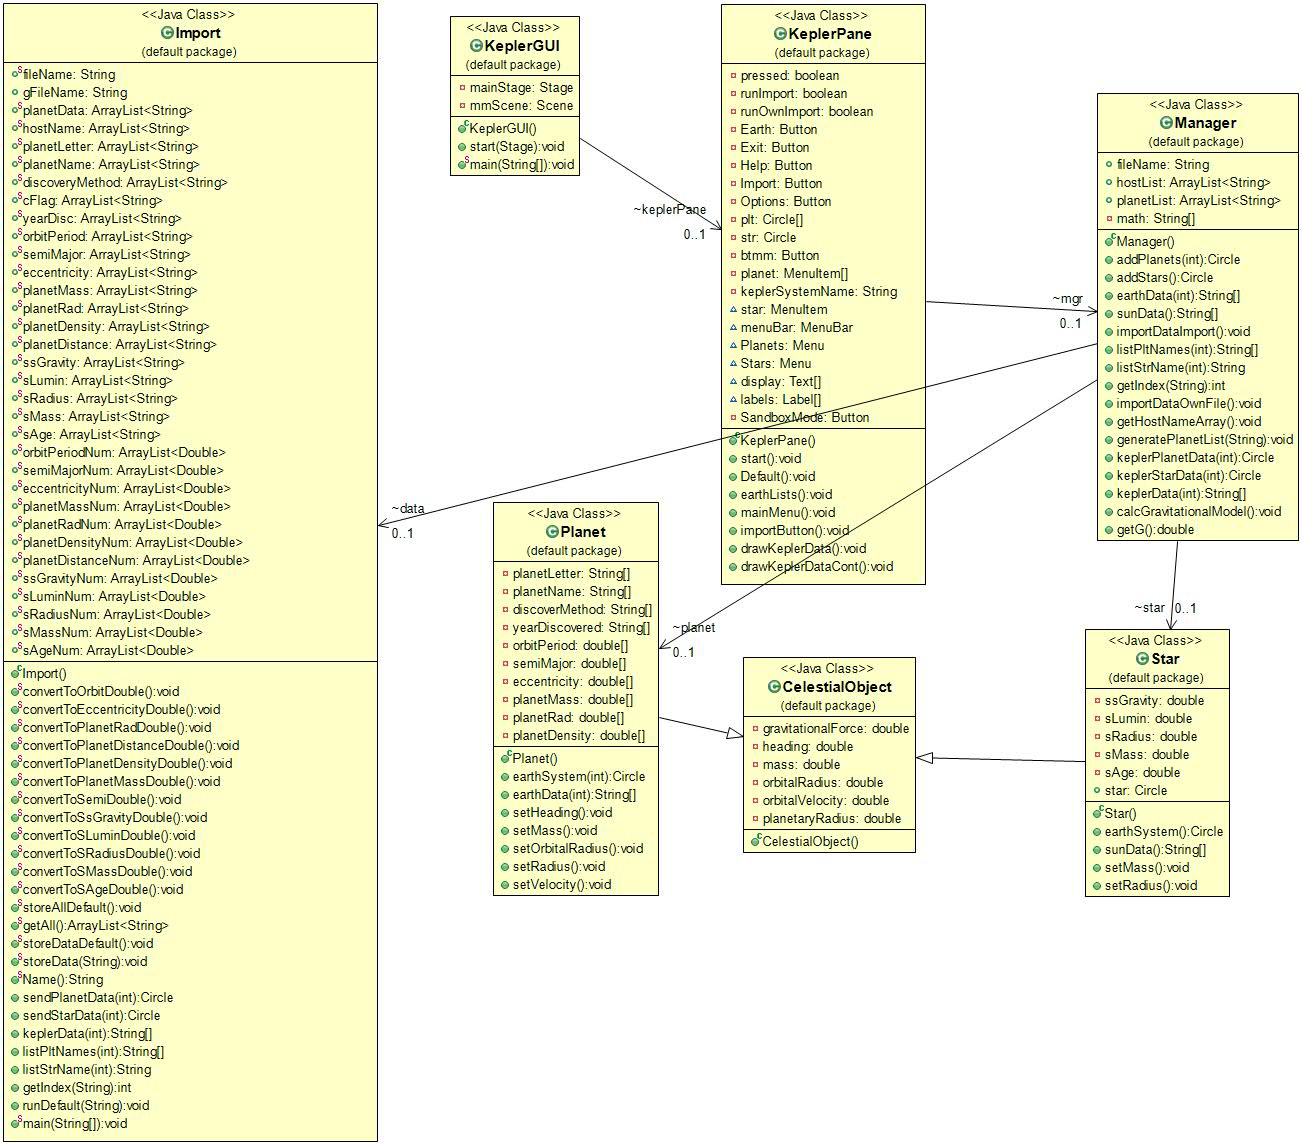 <<Java Class>>
Import
(default package)
fileName: String
gFileName: String
planetData: ArrayList<String>
hostName: ArrayList<String>
planetLetter: ArrayList<String>
planetName: ArrayList<String>
discoveryMethod: ArrayList<String>
cFlag: ArrayList<String>
yearDisc: ArrayList<String>
orbitPeriod: ArrayList<String>
semiMajor: ArrayList<String>
eccentricity: ArrayList<String>
planetMass: ArrayList<String>
planetRad: ArrayList<String>
planetDensity: ArrayList<String>
planetDistance: ArrayList<String>
ssGravity: ArrayList<String>
sLumin: ArrayList<String>
sRadius: ArrayList<String>
sMass: ArrayList<String>
sAge: ArrayList<String>
orbitPeriodNum: ArrayList<Double>
semiMajorNum: ArrayList<Double>
eccentricityNum: ArrayList<Double>
planetMassNum: ArrayList<Double>
planetRadNum: ArrayList<Double>
planetDensityNum: ArrayList<Double>
planetDistanceNum: ArrayList<Double>
ssGravityNum: ArrayList<Double>
sLuminNum: ArrayList<Double>
sRadiusNum: ArrayList<Double>
sMassNum: ArrayList<Double>
sAgeNum: ArrayList<Double>
Import()
convertToOrbitDouble():void
convertToEccentricityDouble():void
convertToPlanetRadDouble():void
convertToPlanetDistanceDouble():void
convertToPlanetDensityDouble():void
convertToPlanetMassDouble():void
convertToSemiDouble():void
convertToSsGravityDouble():void
convertToSLuminDouble():void
convertToSRadiusDouble():void
convertToSMassDouble():void
convertToSAgeDouble():void
storeAllDefault():void
getAll():ArrayList<String>
storeDataDefault():void
storeData(String):void
Name():String
sendPlanetData(int):Circle
sendStarData(int):Circle
keplerData(int):String[]
listPltNames(int):String[]
listStrName(int):String
getIndex(String):int
runDefault(String):void
main(String[]):void
<<Java Class>>
KeplerGUI
(default package)
mainStage: Stage
mmScene: Scene
KeplerGUI()
start(Stage):void
main(String[]):void
~keplerPane
0..1
<<Java Class>>
KeplerPane
(default package)
pressed: boolean
runImport: boolean
runOwnImport: boolean
Earth: Button
Exit: Button
Help: Button
Import: Button
Options: Button
plt: Circle[]
str: Circle
btmm: Button
planet: MenuItem[]
keplerSystemName: String
star: MenuItem
menuBar: MenuBar
Planets: Menu
Stars: Menu
display: Text[]
labels: Label[]
SandboxMode: Button
KeplerPane()
start():void
Default():void
earthLists():void
mainMenu():void
importButton():void
drawKeplerData():void
drawKeplerDataCont():void
~mgr
0..1
<<Java Class>>
Manager
(default package)
fileName: String
hostList: ArrayList<String>
planetList: ArrayList<String>
math: String[]
Manager()
addPlanets(int):Circle
addStars():Circle
earthData(int):String[]
sunData():String[]
importDataImport():void
listPltNames(int):String[]
listStrName(int):String
getIndex(String):int
importDataOwnFile():void
getHostNameArray():void
generatePlanetList(String):void
keplerPlanetData(int):Circle
keplerStarData(int):Circle
keplerData(int):String[]
calcGravitationalModel():void
getG():double
~data
0..1
~planet
0..1
~star
0..1
<<Java Class>>
Planet
(default package)
planetLetter: String[]
planetName: String[]
discoverMethod: String[]
yearDiscovered: String[]
orbitPeriod: double[]
semiMajor: double[]
eccentricity: double[]
planetMass: double[]
planetRad: double[]
planetDensity: double[]
Planet()
earthSystem(int):Circle
earthData(int):String[]
setHeading():void
setMass():void
setOrbitalRadius():void
setRadius():void
setVelocity():void
<<Java Class>>
CelestialObject
(default package)
gravitationalForce: double
heading: double
mass: double
orbitalRadius: double
orbitalVelocity: double
planetaryRadius: double
CelestialObject()
<<Java Class>>
Star
(default package)
ssGravity: double
sLumin: double
sRadius: double
sMass: double
sAge: double
star: Circle
Star()
earthSystem():Circle
sunData():String[]
setMass():void
setRadius():void